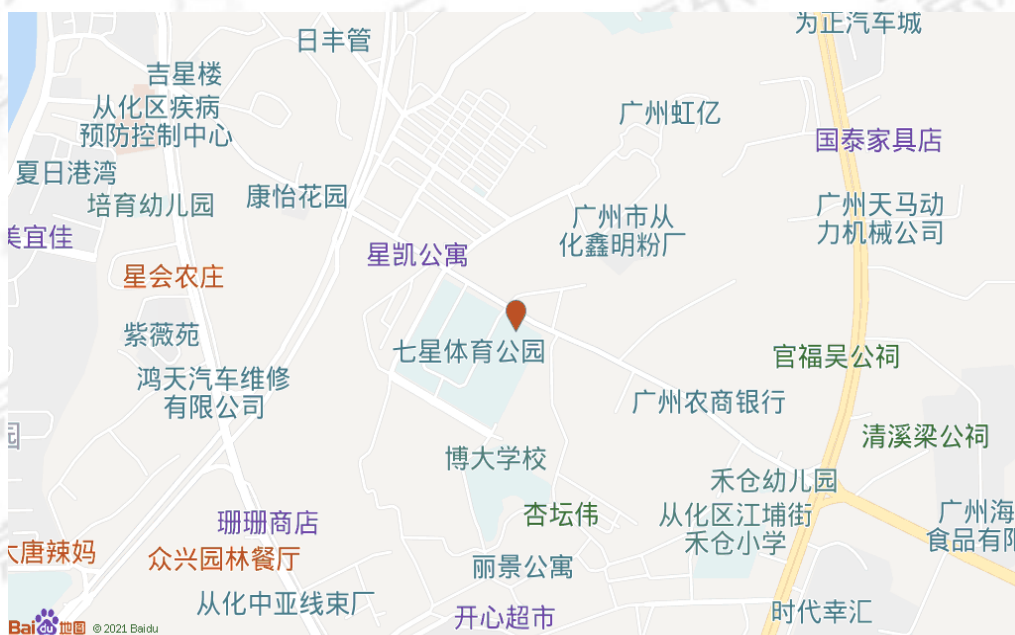 为正汽车城
日丰管
吉星楼
从化区疾病
预防控制中心
广州虹亿
国泰家具店
夏日港湾
培育幼儿园
康怡花园
广州市从
化鑫明粉厂
广州天马动
力机械公司
美宜佳
星凯公寓
星会农庄
紫薇苑
七星体育公园
官福吴公祠
鸿天汽车维修
有限公司
广州农商银行
园
清溪梁公祠
博大学校
禾仓幼儿园
珊珊商店
杏坛伟
从化区江埔街
禾仓小学
广州海
食品有限
大唐辣妈
众兴园林餐厅
丽景公寓
从化中亚线束厂
开心超市
时代幸汇
Bai du 地图 © 2021 Baidu